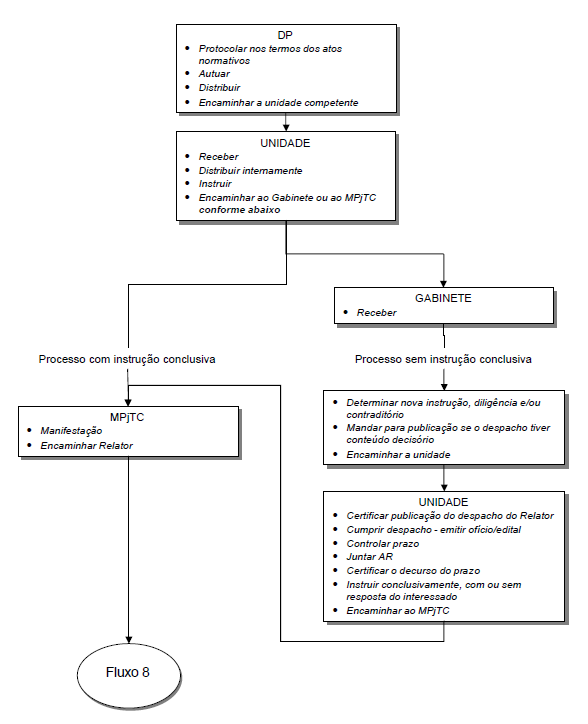 DP
• Protocolar nos termos dos atos
normativos
• Autuar
• Distribuir
• Encaminhar a unidade competente
UNIDADE
• Receber
• Distribuir internamente
• Instruir
• Encaminhar ao Gabinete ou ao MPjTC
conforme abaixo
GABINETE
• Receber
Processo com instrução conclusiva
Processo sem instrução conclusiva
MPjTC
• Manifestação
• Encaminhar Relator
• Determinar nova instrução, diligência e/ou
contraditório
• Mandar para publicação se o despacho tiver
conteúdo decisório
• Encaminhar a unidade
UNIDADE
• Certificar publicação do despacho do Relator
• Cumprir despacho - emitir ofício/edital
• Controlar prazo
• Juntar AR
• Certificar o decurso do prazo
• Instruir conclusivamente, com ou sem
resposta do interessado
• Encaminhar ao MPjTC
Fluxo 8